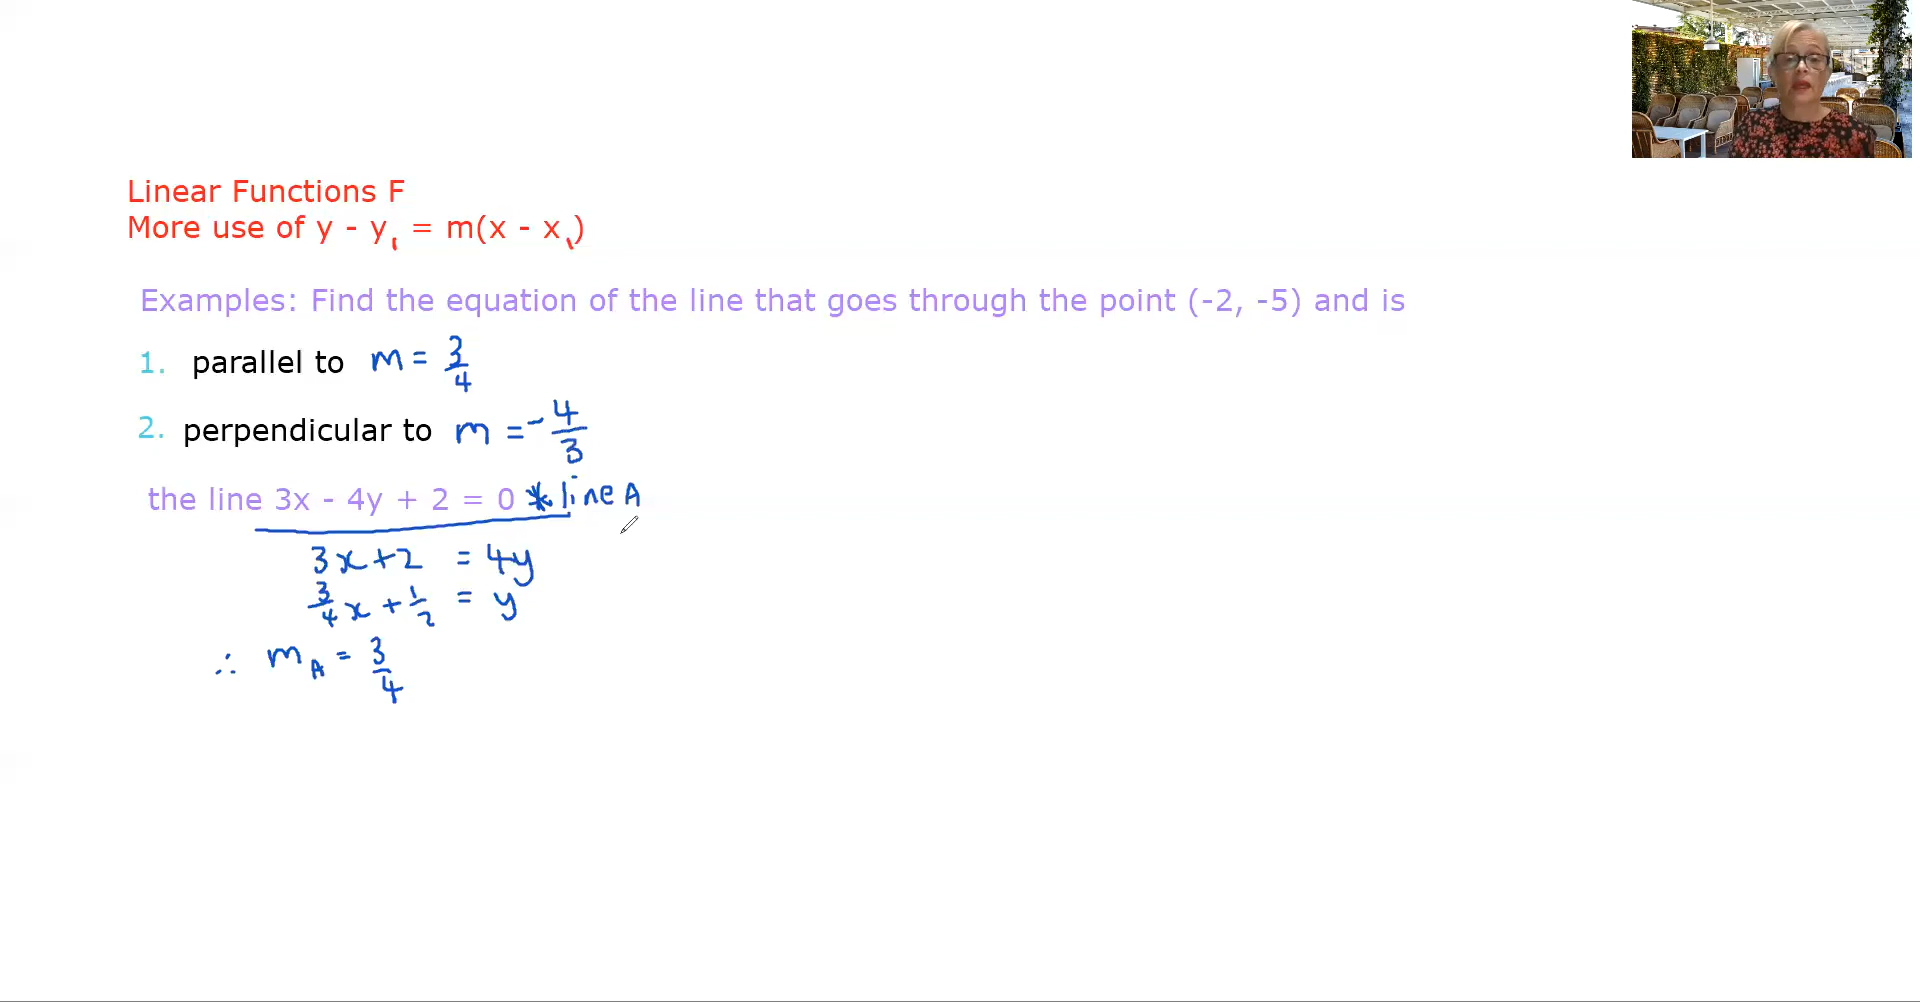 Linear Functions F
More use of y - y₁ = m(x - x₁)
Examples: Find the equation of the line that goes through the point (-2, -5) and is
1. parallel to m = 3/4
2. perpendicular to m = -4/3
the line 3x - 4y + 2 = 0 * line A
3x + 2 = 4y
3/4 x + 1/2 = y
∴ m_A = 3/4